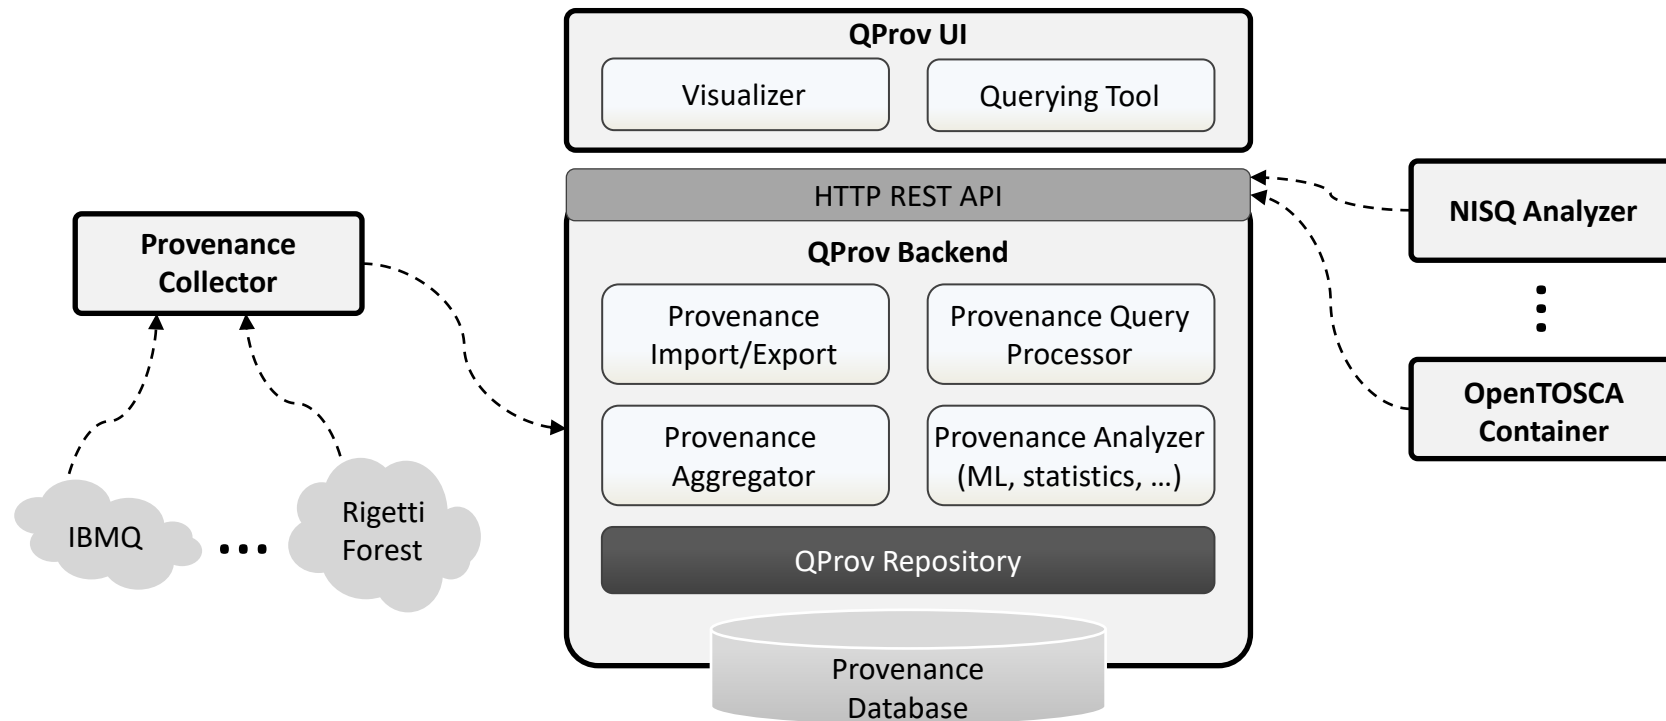 QProv UI
Visualizer
Querying Tool
HTTP REST API
QProv Backend
Provenance
Import/Export
Provenance Query
Processor
Provenance
Aggregator
Provenance Analyzer
(ML, statistics, ...)
QProv Repository
Provenance
Database
Provenance
Collector
IBMQ
...
Rigetti
Forest
NISQ Analyzer
OpenTOSCA
Container